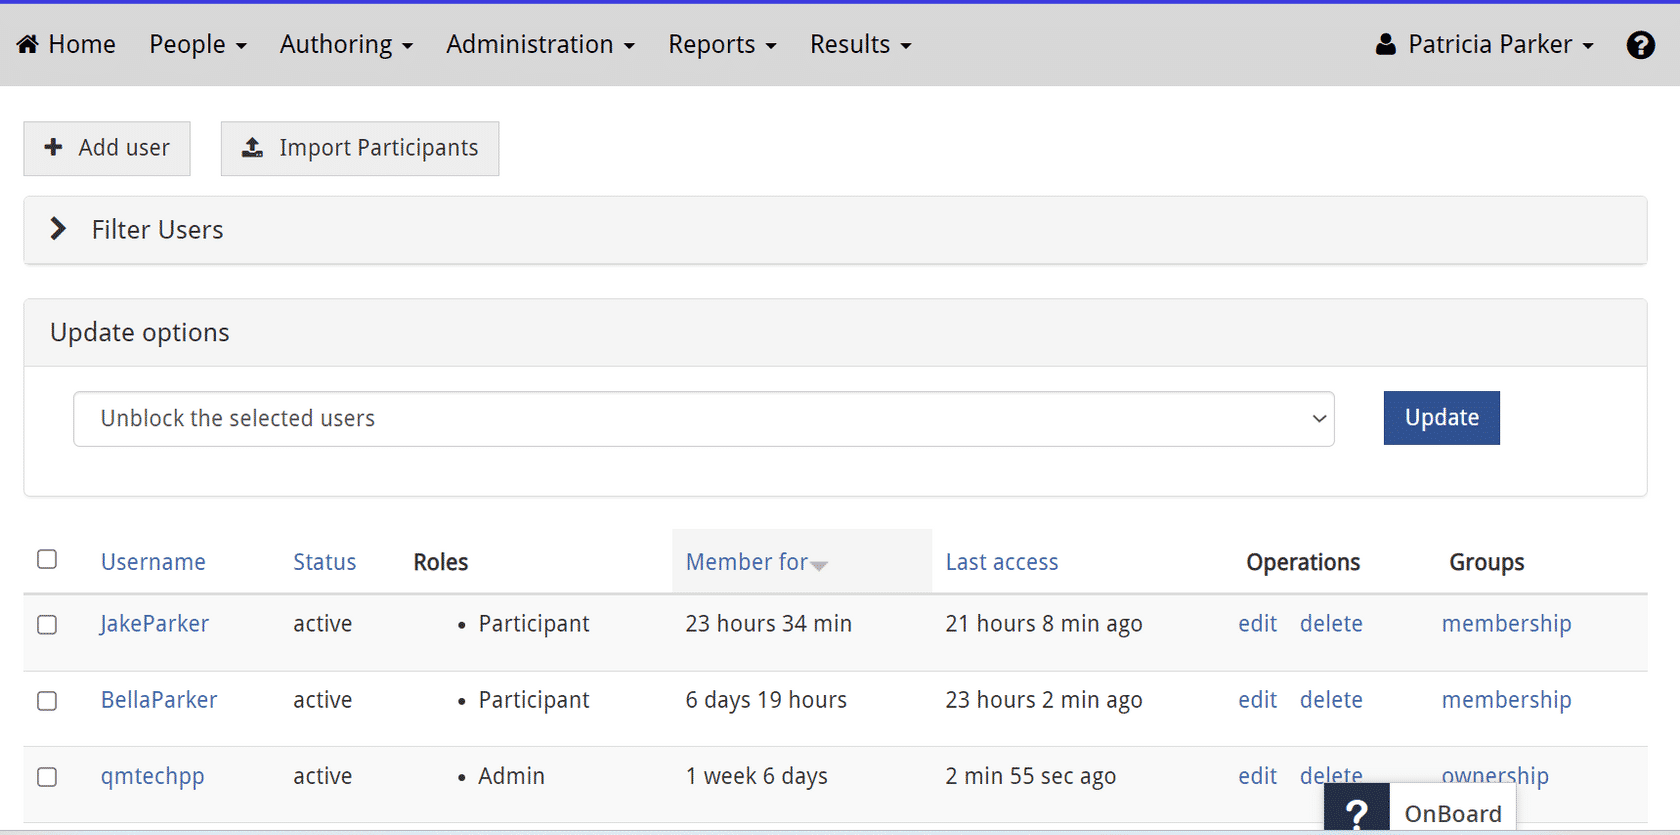 Home People Authoring Administration Reports Results Patricia Parker ?
Add user Import Participants
Filter Users
Update options
Unblock the selected users Update
Username Status Roles Member for Last access Operations Groups
JakeParker active • Participant 23 hours 34 min 21 hours 8 min ago edit delete membership
BellaParker active • Participant 6 days 19 hours 23 hours 2 min ago edit delete membership
qmtechpp active • Admin 1 week 6 days 2 min 55 sec ago edit delete ownership
? OnBoard